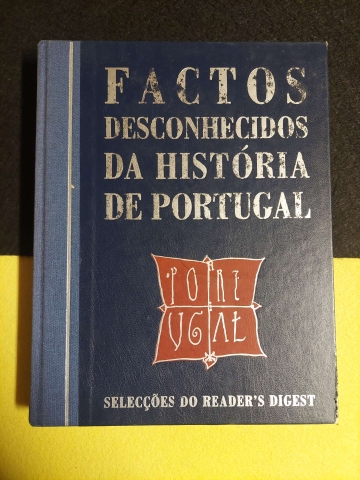 FACTOS
DESCONHECIDOS
DA HISTÓRIA
DE PORTUGAL
PORT
UGAL
SELECÇÕES DO READER'S DIGEST